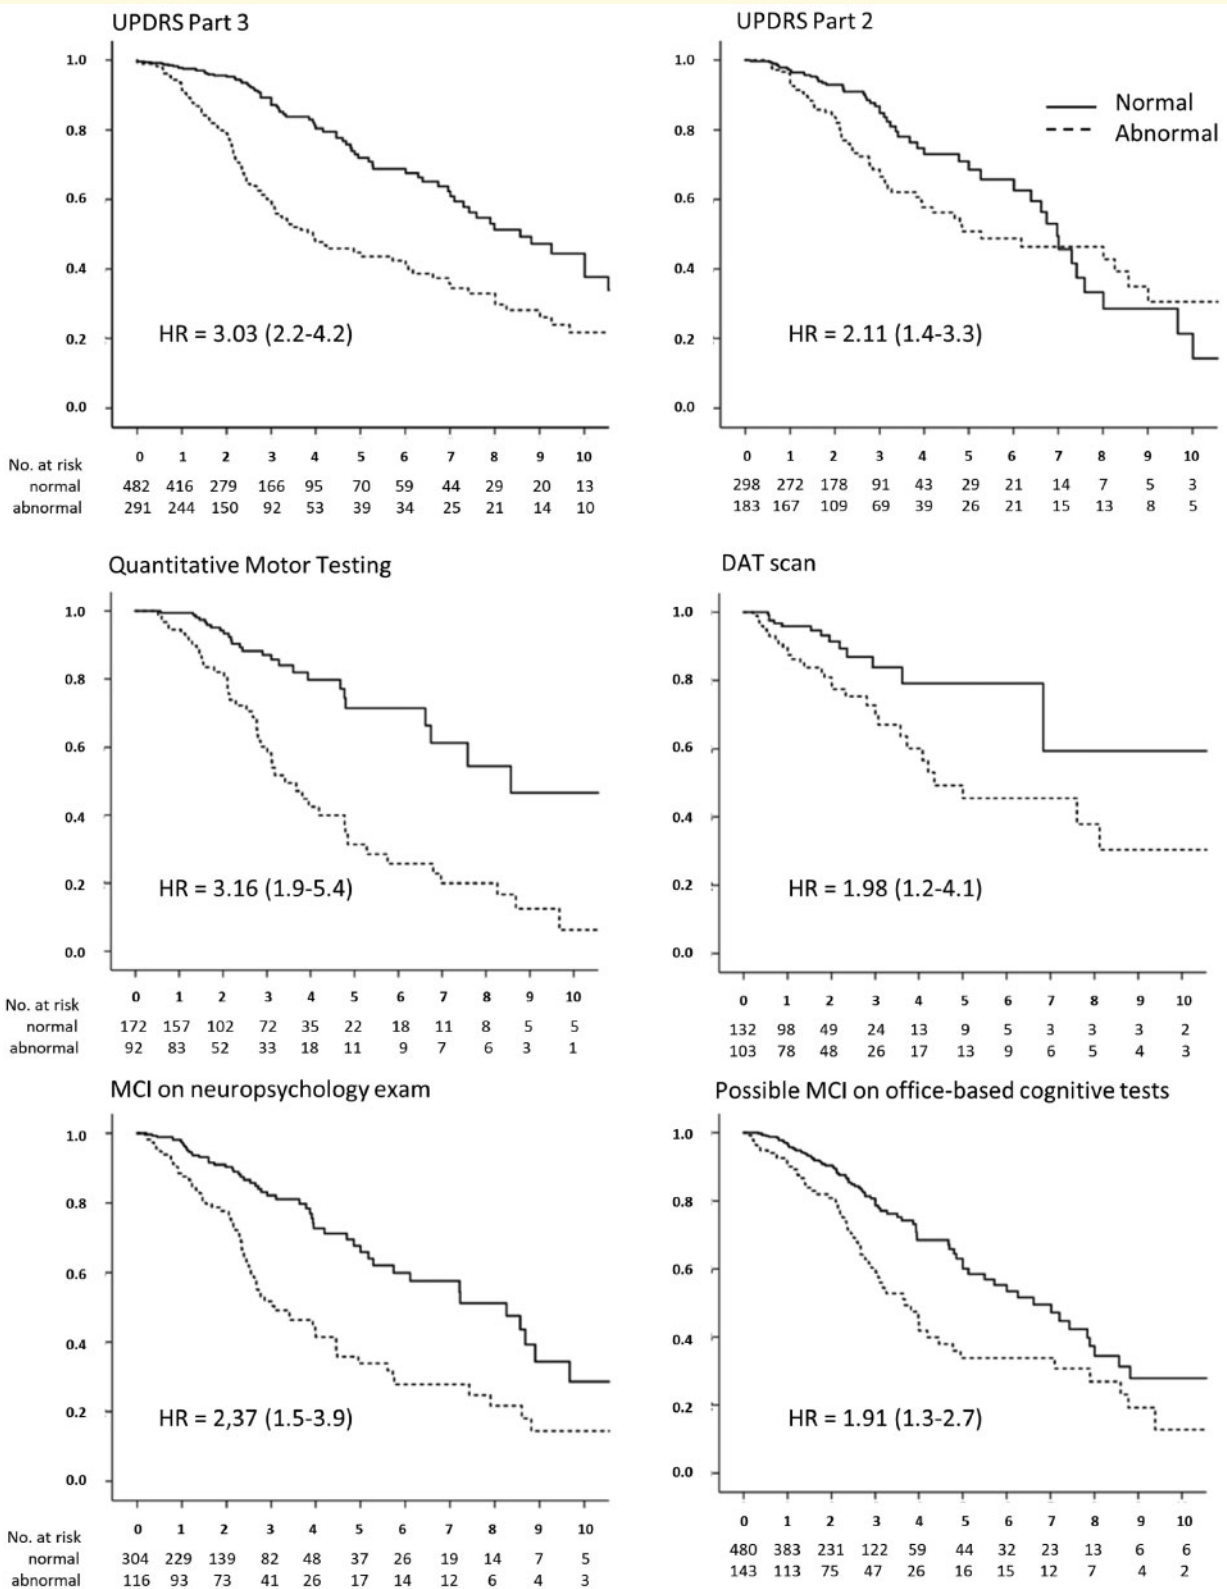 UPDRS Part 3
1.0
0.8
0.6
0.4
0.2
0.0
HR = 3.03 (2.2-4.2)
0 1 2 3 4 5 6 7 8 9 10
No. at risk
normal 482 416 279 166 95 70 59 44 29 20 13
abnormal 291 244 150 92 53 39 34 25 21 14 10
UPDRS Part 2
Normal
Abnormal
1.0
0.8
0.6
0.4
0.2
0.0
HR = 2.11 (1.4-3.3)
0 1 2 3 4 5 6 7 8 9 10
298 272 178 91 43 29 21 14 7 5 3
183 167 109 69 39 26 21 15 13 8 5
Quantitative Motor Testing
1.0
0.8
0.6
0.4
0.2
0.0
HR = 3.16 (1.9-5.4)
0 1 2 3 4 5 6 7 8 9 10
No. at risk
normal 172 157 102 72 35 22 18 11 8 5 5
abnormal 92 83 52 33 18 11 9 7 6 3 1
DAT scan
1.0
0.8
0.6
0.4
0.2
0.0
HR = 1.98 (1.2-4.1)
0 1 2 3 4 5 6 7 8 9 10
132 98 49 24 13 9 5 3 3 3 2
103 78 48 26 17 13 9 6 5 4 3
MCI on neuropsychology exam
1.0
0.8
0.6
0.4
0.2
0.0
HR = 2,37 (1.5-3.9)
0 1 2 3 4 5 6 7 8 9 10
No. at risk
normal 304 229 139 82 48 37 26 19 14 7 5
abnormal 116 93 73 41 26 17 14 12 6 4 3
Possible MCI on office-based cognitive tests
1.0
0.8
0.6
0.4
0.2
0.0
HR = 1.91 (1.3-2.7)
0 1 2 3 4 5 6 7 8 9 10
480 383 231 122 59 44 32 23 13 6 6
143 113 75 47 26 16 15 12 7 4 2